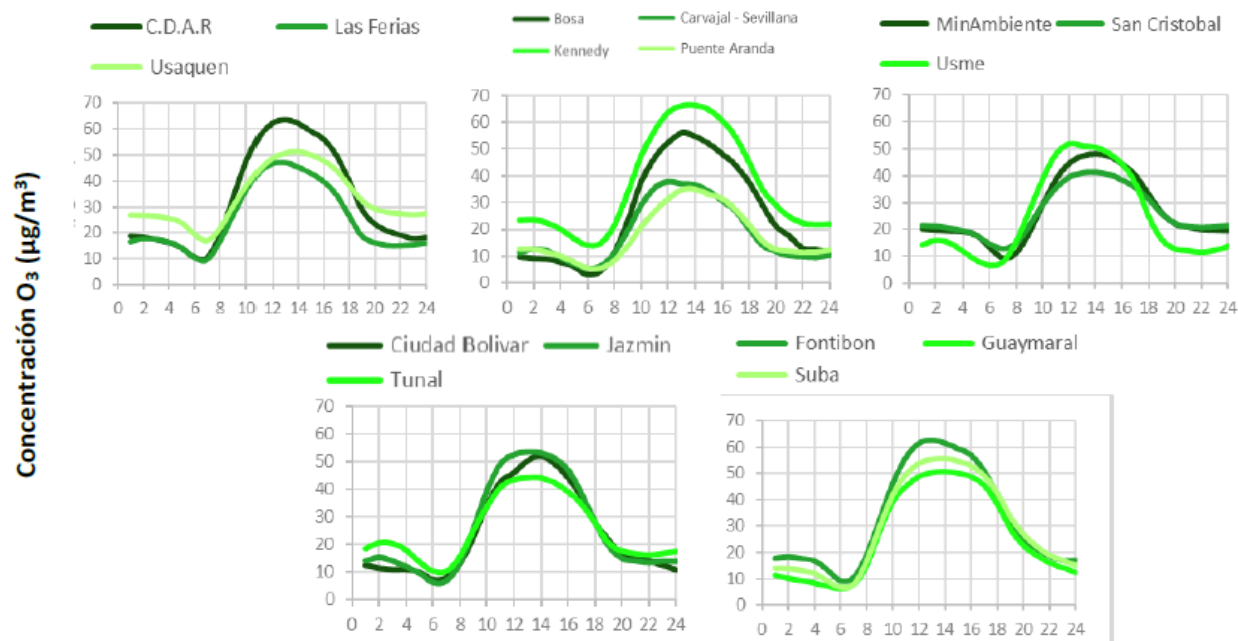 Concentración O₃ (µg/m³)
C.D.A.R Las Ferias
Usaquen
70
60
50
40
30
20
10
0
0 2 4 6 8 10 12 14 16 18 20 22 24
Bosa Carvajal - Sevillana
Kennedy Puente Aranda
70
60
50
40
30
20
10
0
0 2 4 6 8 10 12 14 16 18 20 22 24
MinAmbiente San Cristobal
Usme
70
60
50
40
30
20
10
0
0 2 4 6 8 10 12 14 16 18 20 22 24
Ciudad Bolivar Jazmin
Tunal
70
60
50
40
30
20
10
0
0 2 4 6 8 10 12 14 16 18 20 22 24
Fontibon Guaymaral
Suba
70
60
50
40
30
20
10
0
0 2 4 6 8 10 12 14 16 18 20 22 24